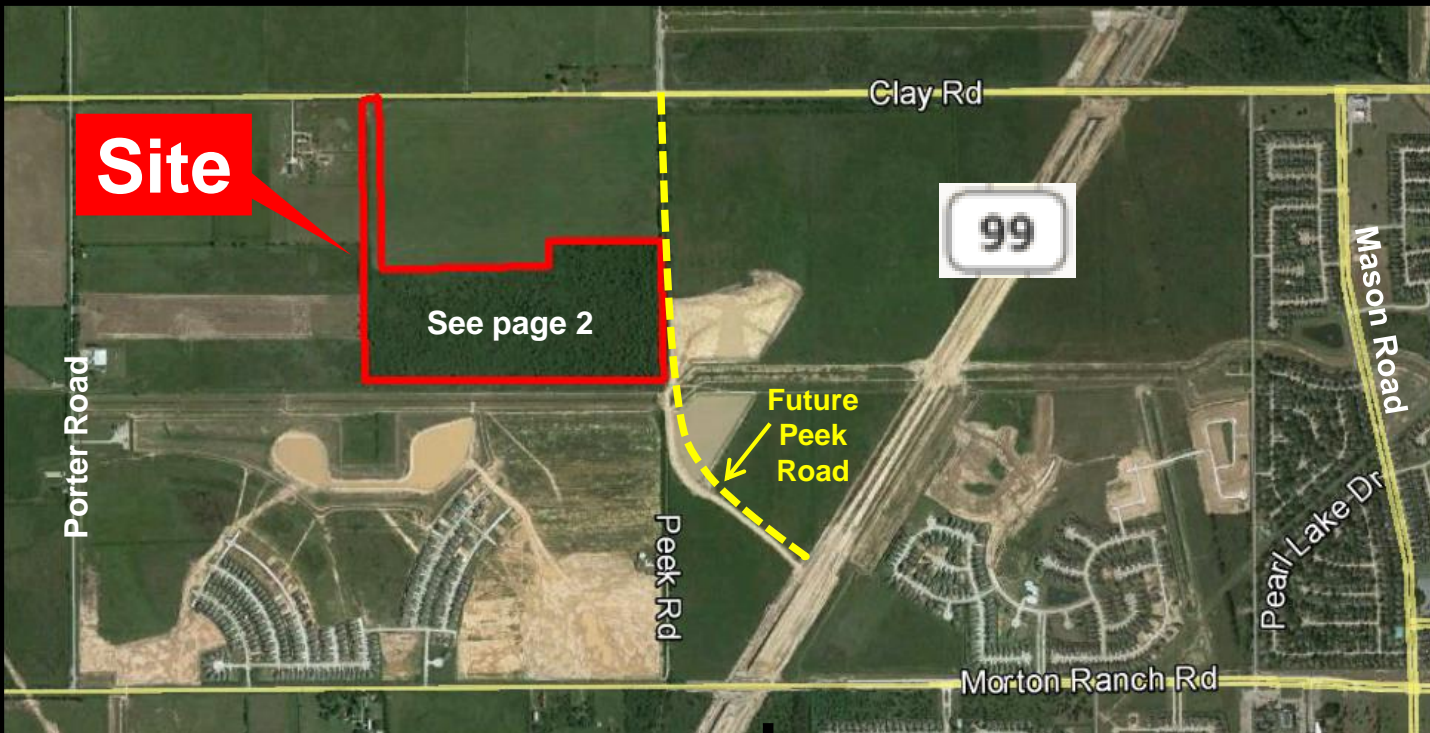 Clay Rd
Site
99
Mason Road
See page 2
Porter Road
Future
Peek
Road
Peek Rd
Pearl Lake Dr
Morton Ranch Rd